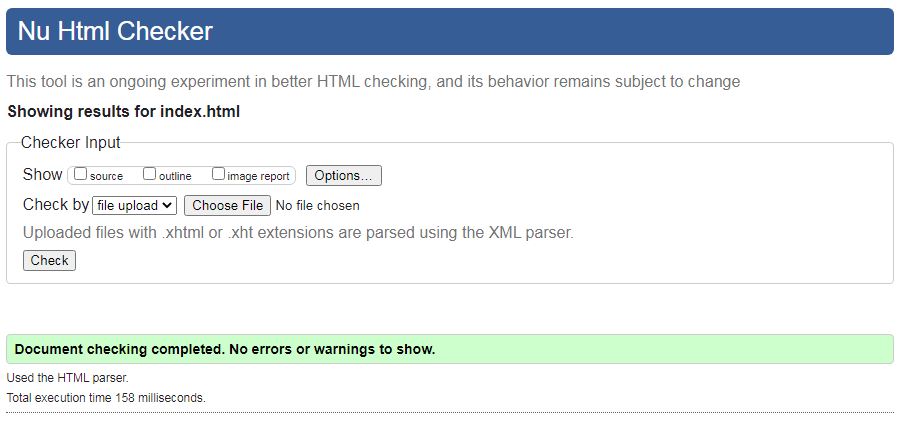 Nu Html Checker
This tool is an ongoing experiment in better HTML checking, and its behavior remains subject to change
Showing results for index.html
Checker Input
Show source outline image report Options...
Check by file upload Choose File No file chosen
Uploaded files with .xhtml or .xht extensions are parsed using the XML parser.
Check
Document checking completed. No errors or warnings to show.
Used the HTML parser.
Total execution time 158 milliseconds.